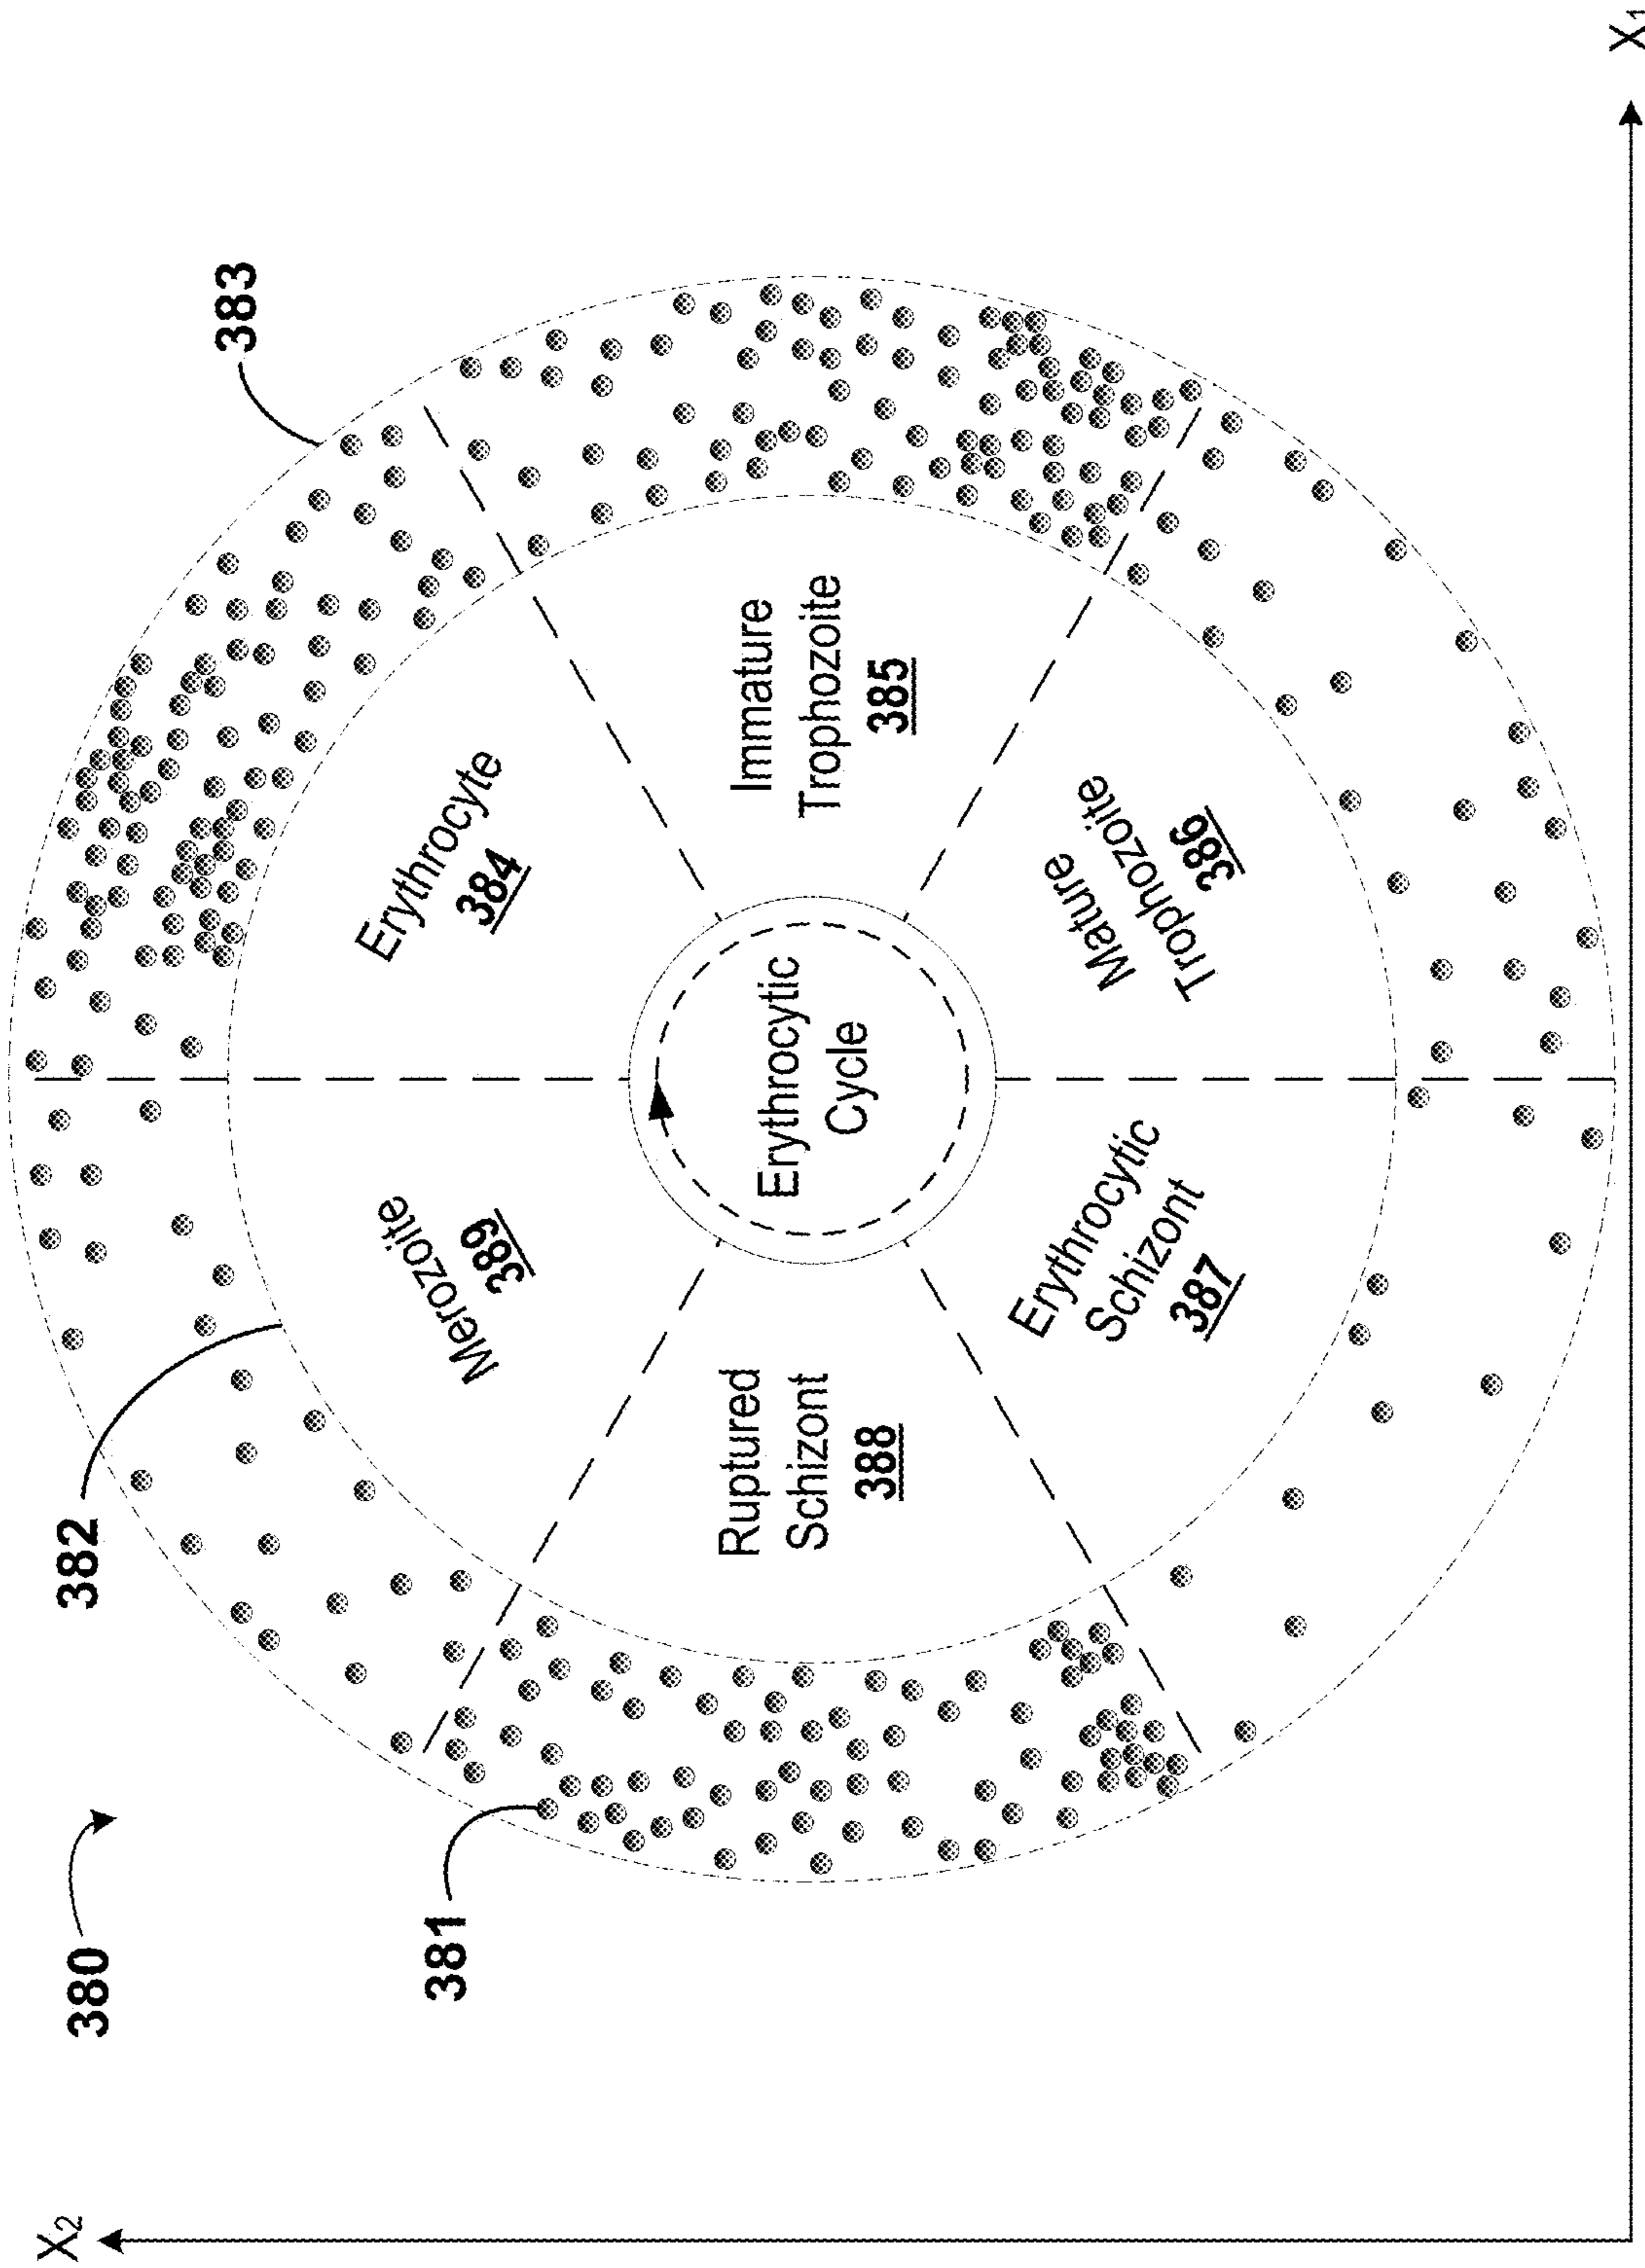 X₂
380
381
382
383
Erythrocyte
384
Immature
Trophozoite
385
Mature
Trophozoite
386
Erythrocytic
Schizont
387
Ruptured
Schizont
388
Merozoite
389
Erythrocytic
Cycle
X₁